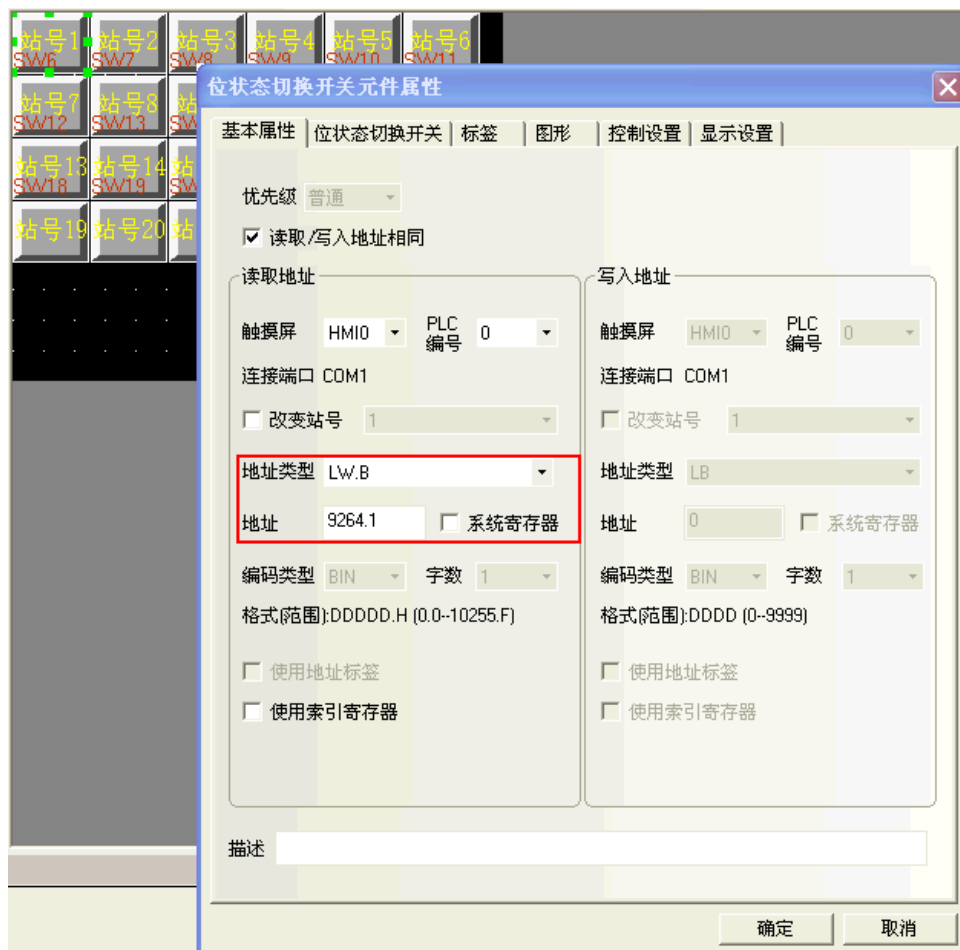 站号1 站号2 站号3 站号4 站号5 站号6
SW6 SW7 SW8 SW9 SW10 SW11
位状态切换开关元件属性
站号7 站号8 站
SW12 SW13 SW
基本属性 位状态切换开关 标签 图形 控制设置 显示设置
站号13 站号14 站
SW18 SW19 SW
优先级 普通
站号19 站号20 站
读取/写入地址相同
读取地址 写入地址
触摸屏 HMI0 PLC编号 0 触摸屏 HMI0 PLC编号 0
连接端口 COM1 连接端口 COM1
改变站号 1 改变站号 1
地址类型 LW.B 地址类型 LB
地址 9264.1 系统寄存器 地址 0 系统寄存器
编码类型 BIN 字数 1 编码类型 BIN 字数 1
格式(范围):DDDDD.H (0.0--10255.F) 格式(范围):DDDD (0--9999)
使用地址标签 使用地址标签
使用索引寄存器 使用索引寄存器
描述
确定 取消